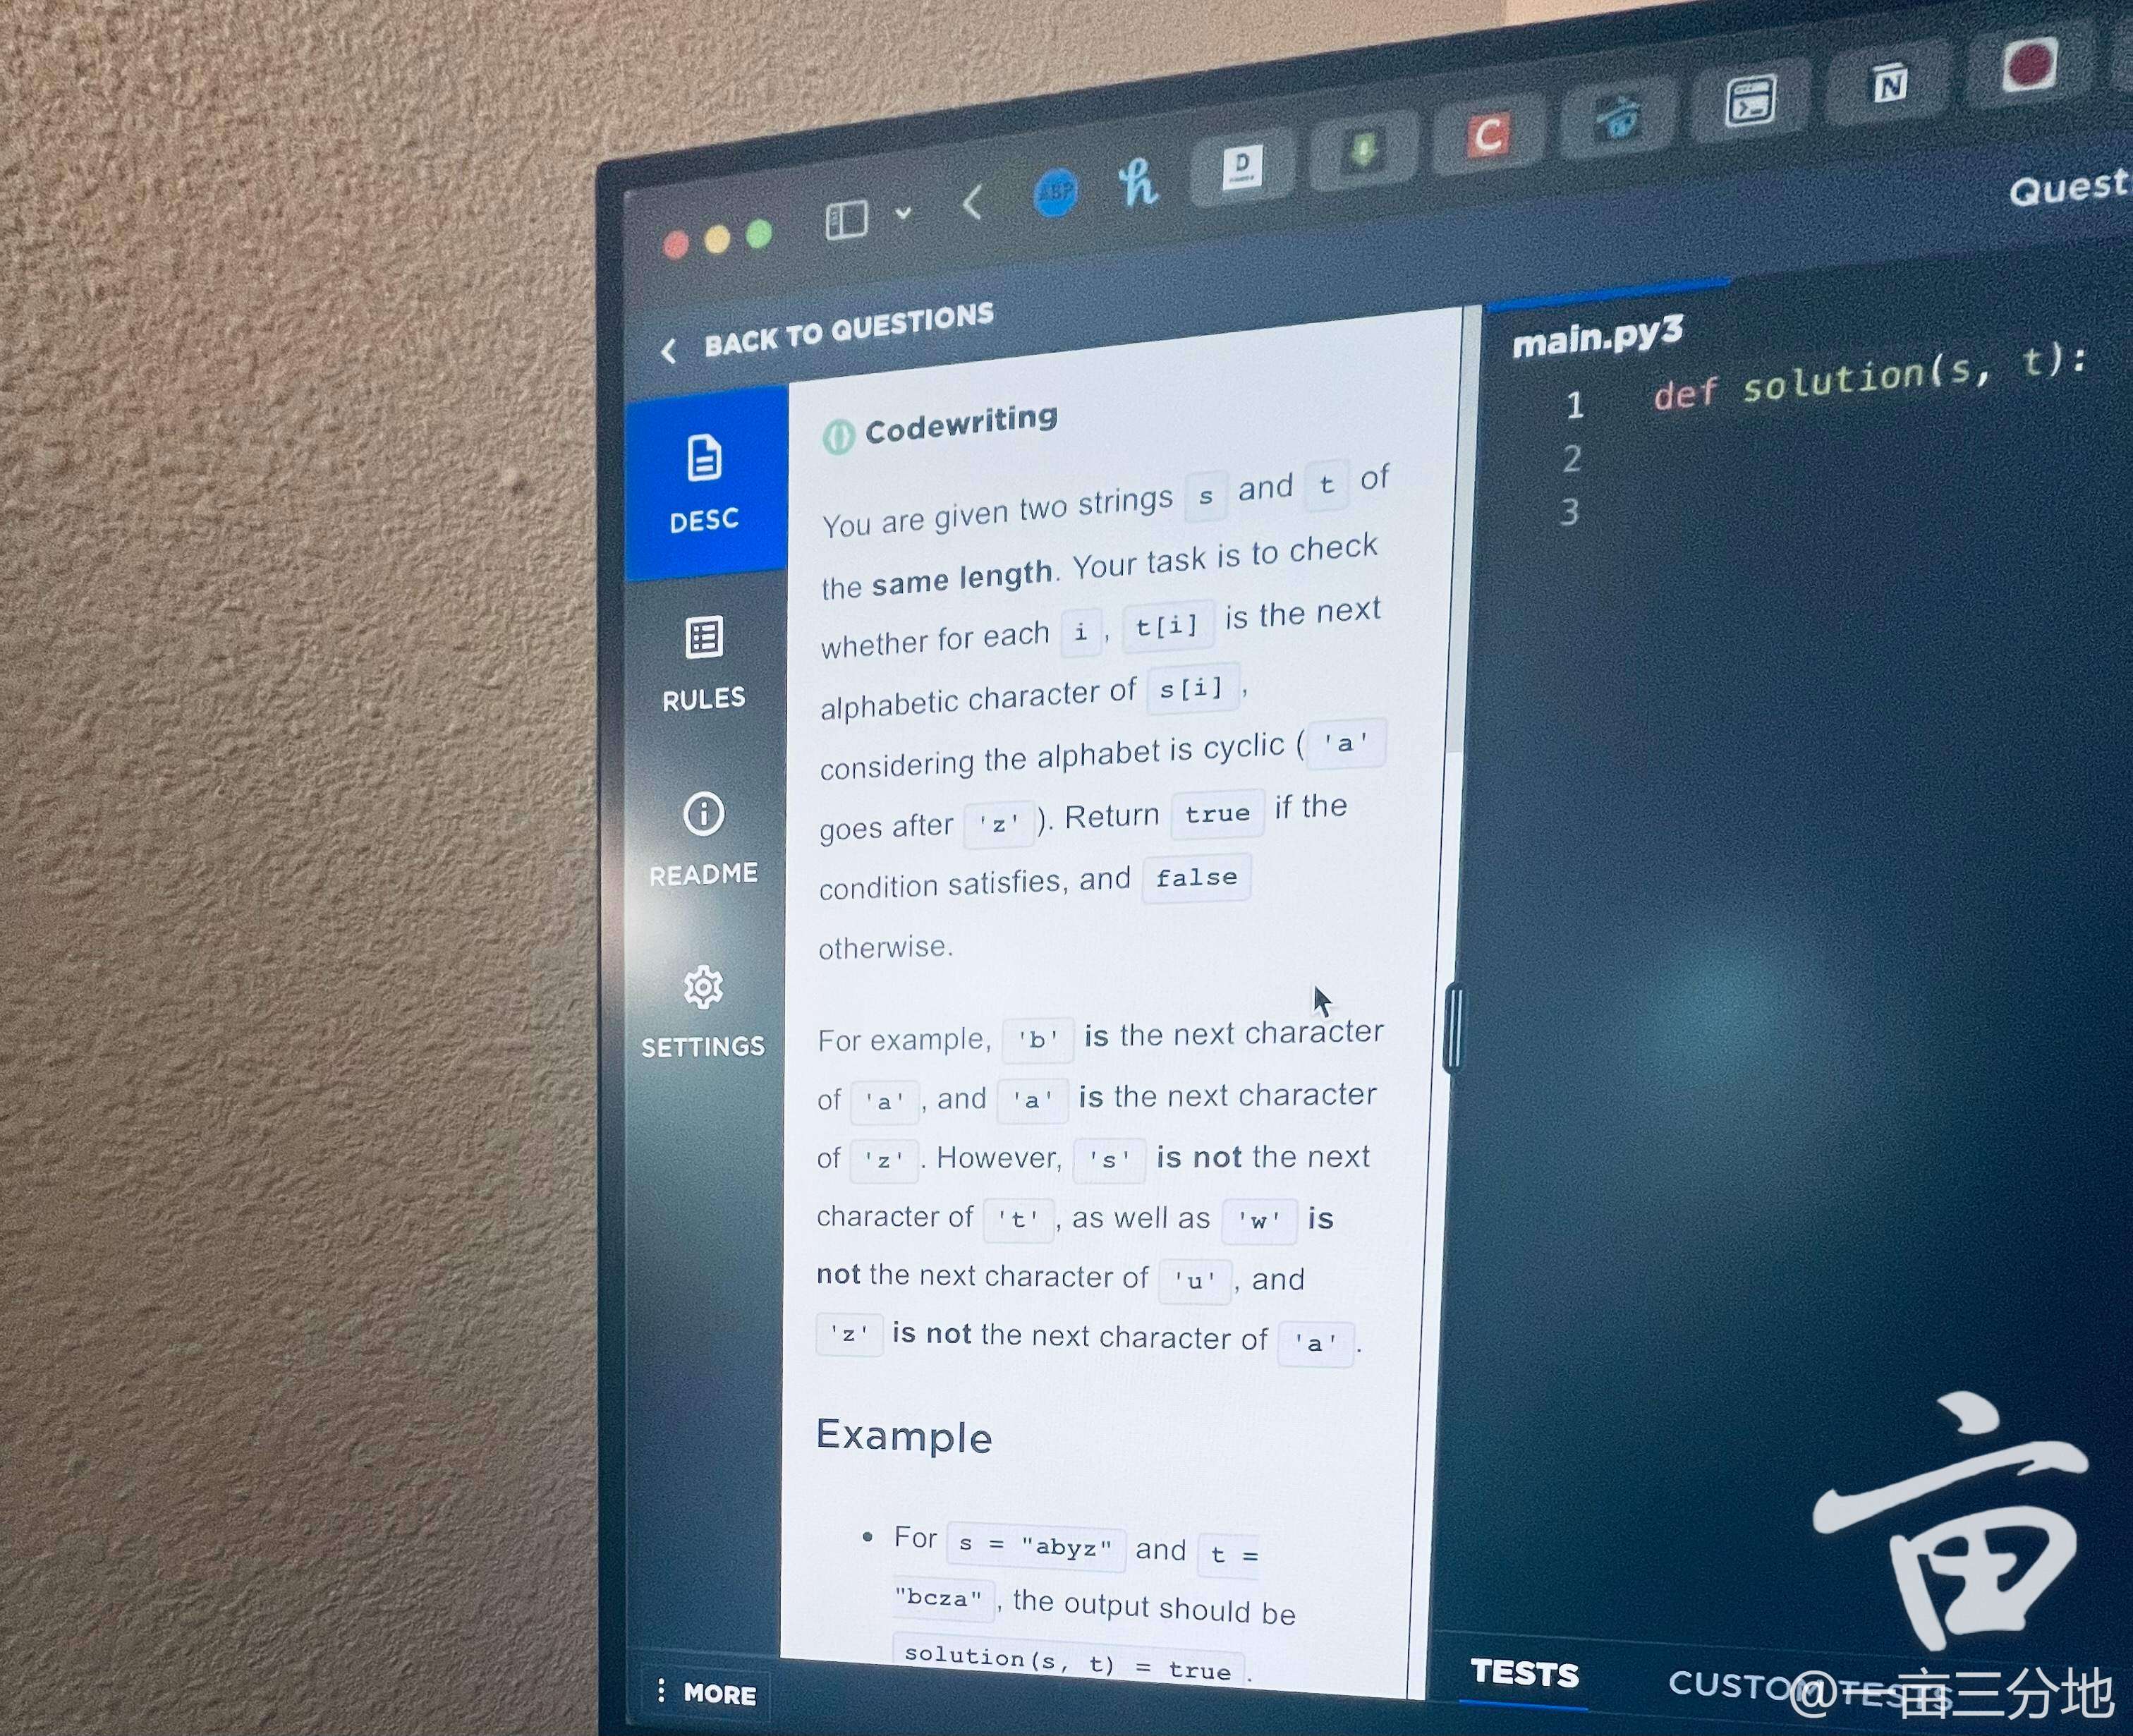 ABP
D
C
N
Quest
BACK TO QUESTIONS
main.py3
DESC
RULES
README
SETTINGS
MORE
Codewriting
You are given two strings s and t of
the same length. Your task is to check
whether for each i, t[i] is the next
alphabetic character of s[i],
considering the alphabet is cyclic ( 'a'
goes after 'z' ). Return true if the
condition satisfies, and false
otherwise.
For example, 'b' is the next character
of 'a', and 'a' is the next character
of 'z'. However, 's' is not the next
character of 't', as well as 'w' is
not the next character of 'u', and
'z' is not the next character of 'a'.
Example
• For s = "abyz" and t =
"bcza", the output should be
solution(s, t) = true.
1 def solution(s, t):
2
3
TESTS
CUSTOM TESTS
亩
@一亩三分地